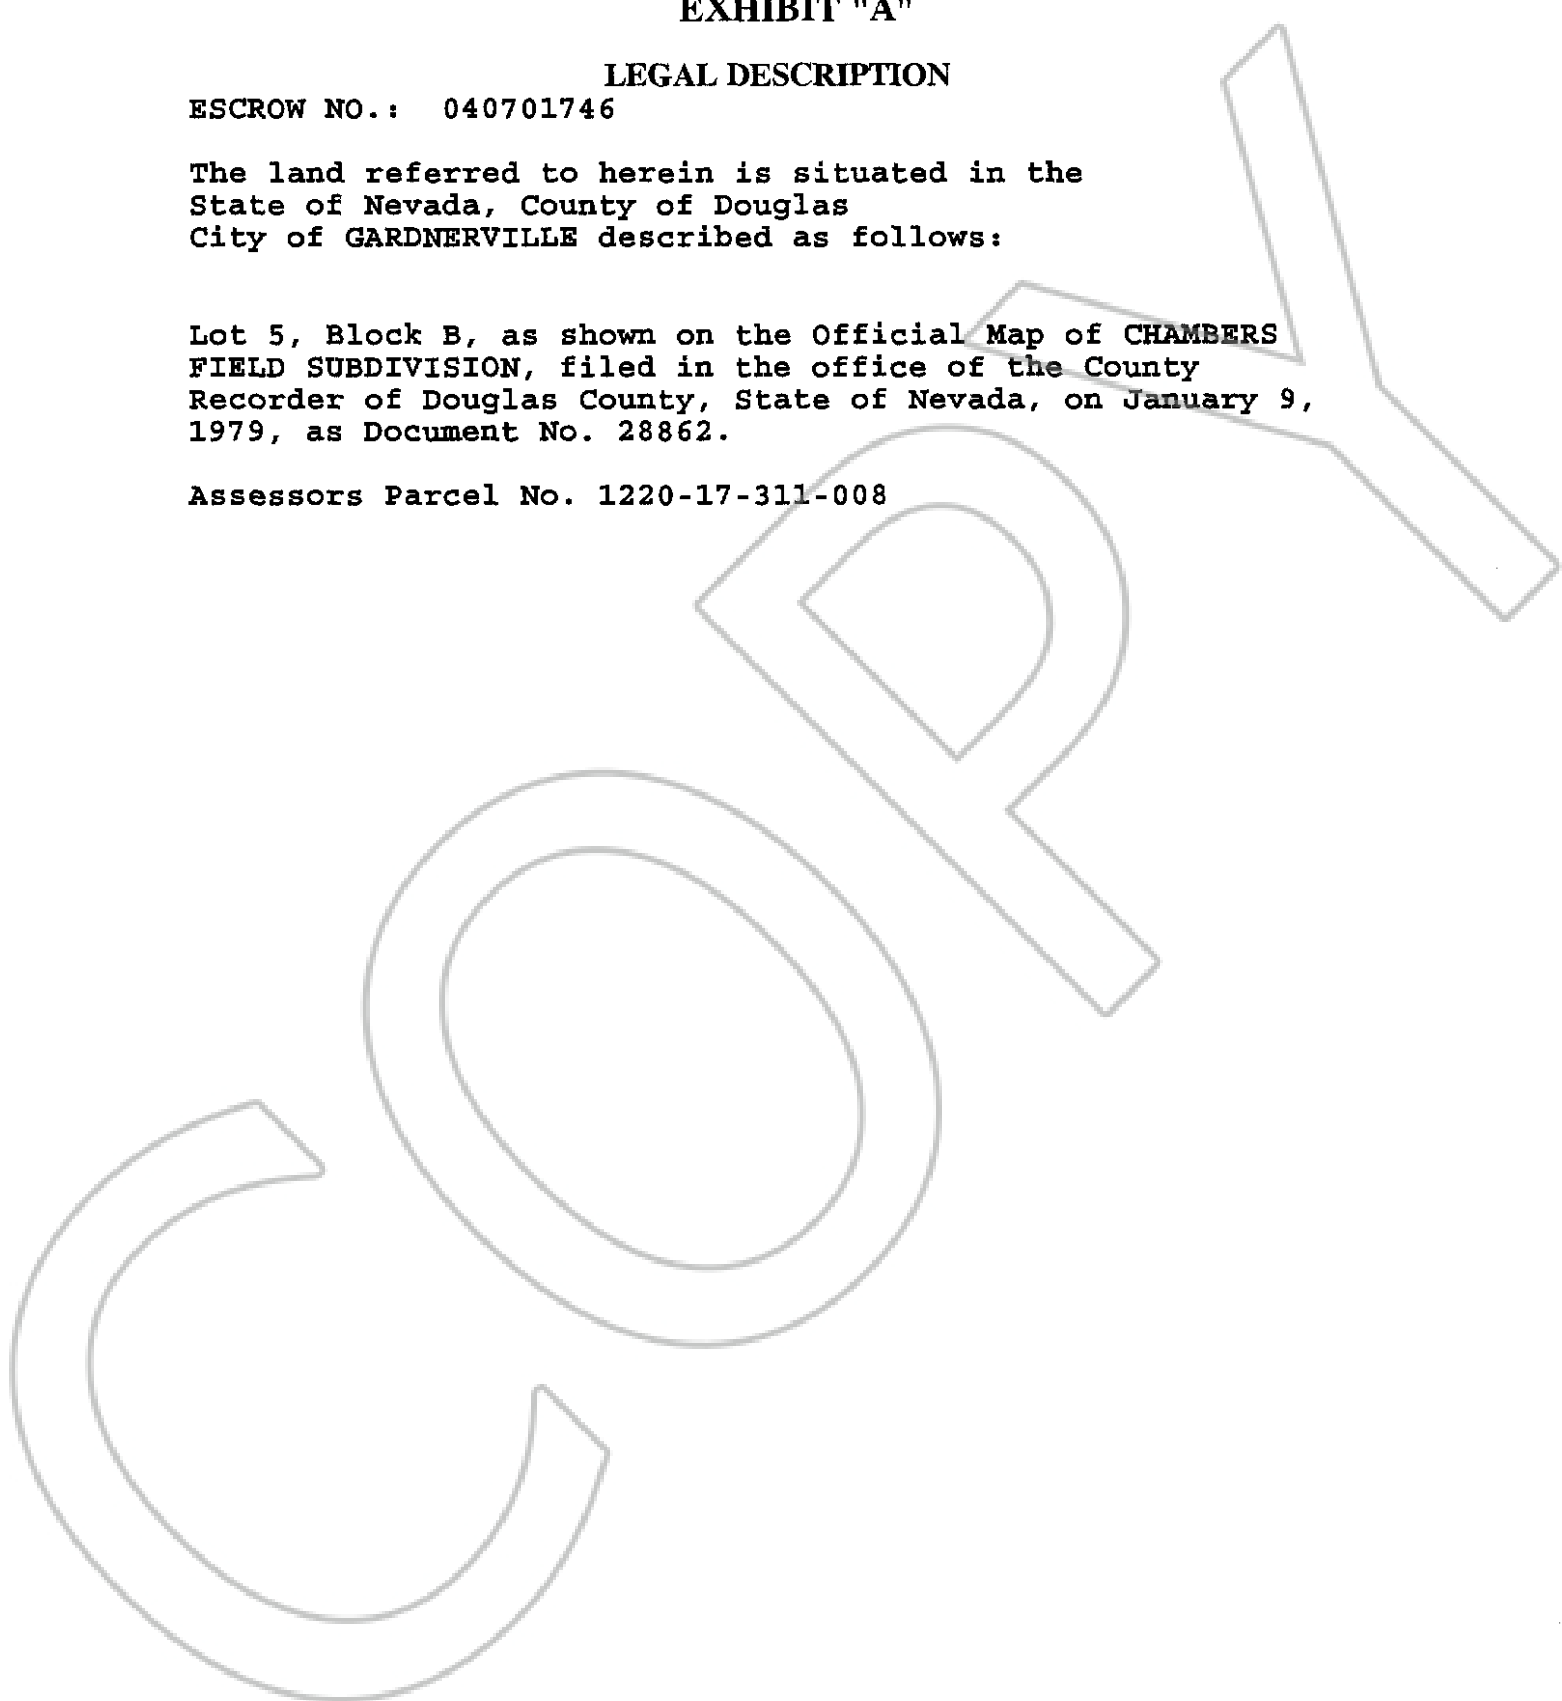 EXHIBIT "A"
LEGAL DESCRIPTION
ESCROW NO.: 040701746
The land referred to herein is situated in the
State of Nevada, County of Douglas
City of GARDNERVILLE described as follows:
Lot 5, Block B, as shown on the Official Map of CHAMBERS
FIELD SUBDIVISION, filed in the office of the County
Recorder of Douglas County, State of Nevada, on January 9,
1979, as Document No. 28862.
Assessors Parcel No. 1220-17-311-008
COPY